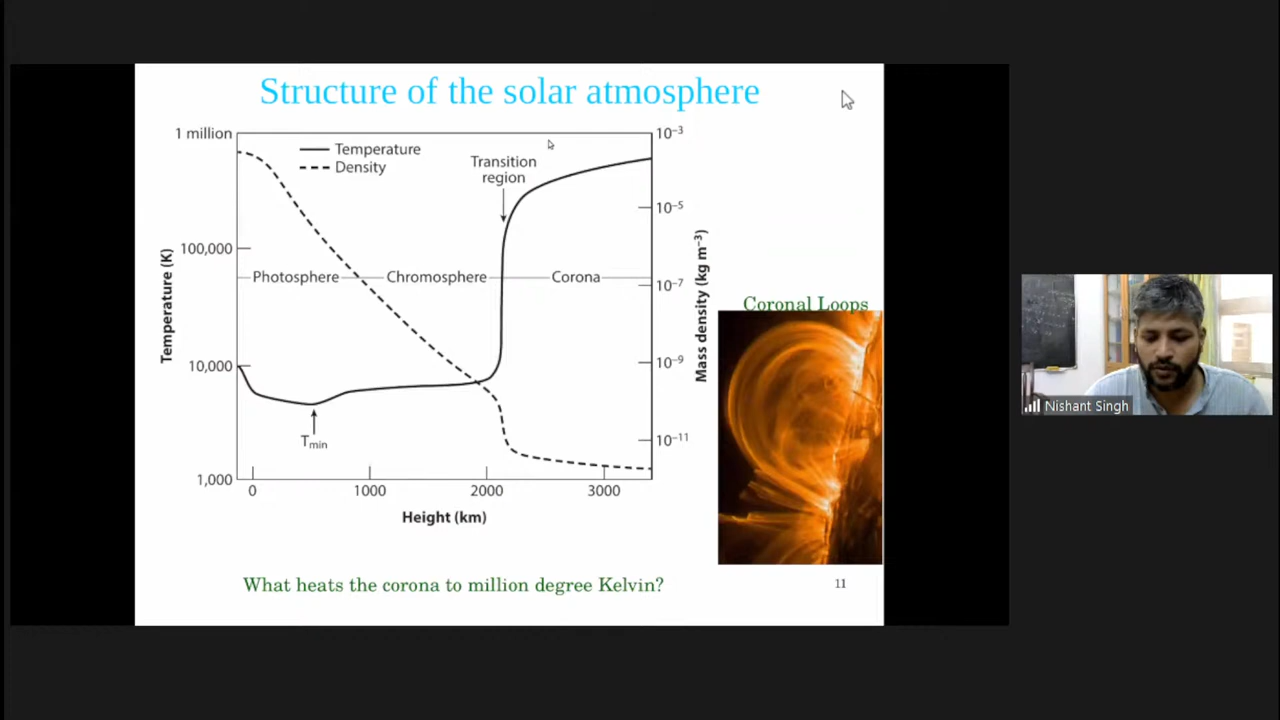 Structure of the solar atmosphere
1 million
100,000
10,000
1,000
Temperature (K)
Temperature
Density
Transition
region
Photosphere
Chromosphere
Corona
T_min
0
1000
2000
3000
Height (km)
10⁻³
10⁻⁵
10⁻⁷
10⁻⁹
10⁻¹¹
Mass density (kg m⁻³)
Coronal Loops
What heats the corona to million degree Kelvin?
11
Nishant Singh